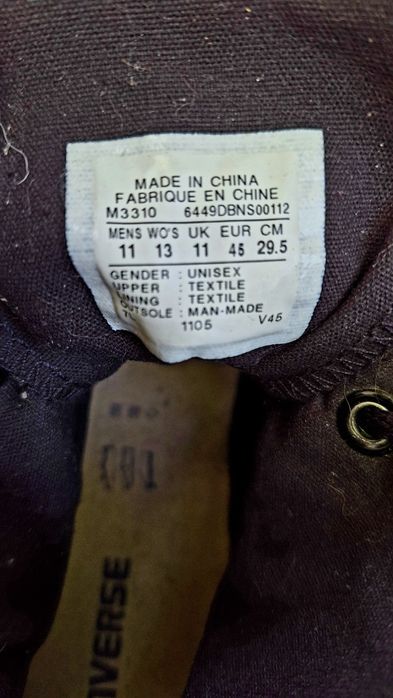 MADE IN CHINA
FABRIQUE EN CHINE
M3310 6449DBNS00112
MENS WO'S UK EUR CM
11 13 11 45 29.5
GENDER : UNISEX
UPPER : TEXTILE
LINING : TEXTILE
OUTSOLE : MAN-MADE
1105 V45
VERSE